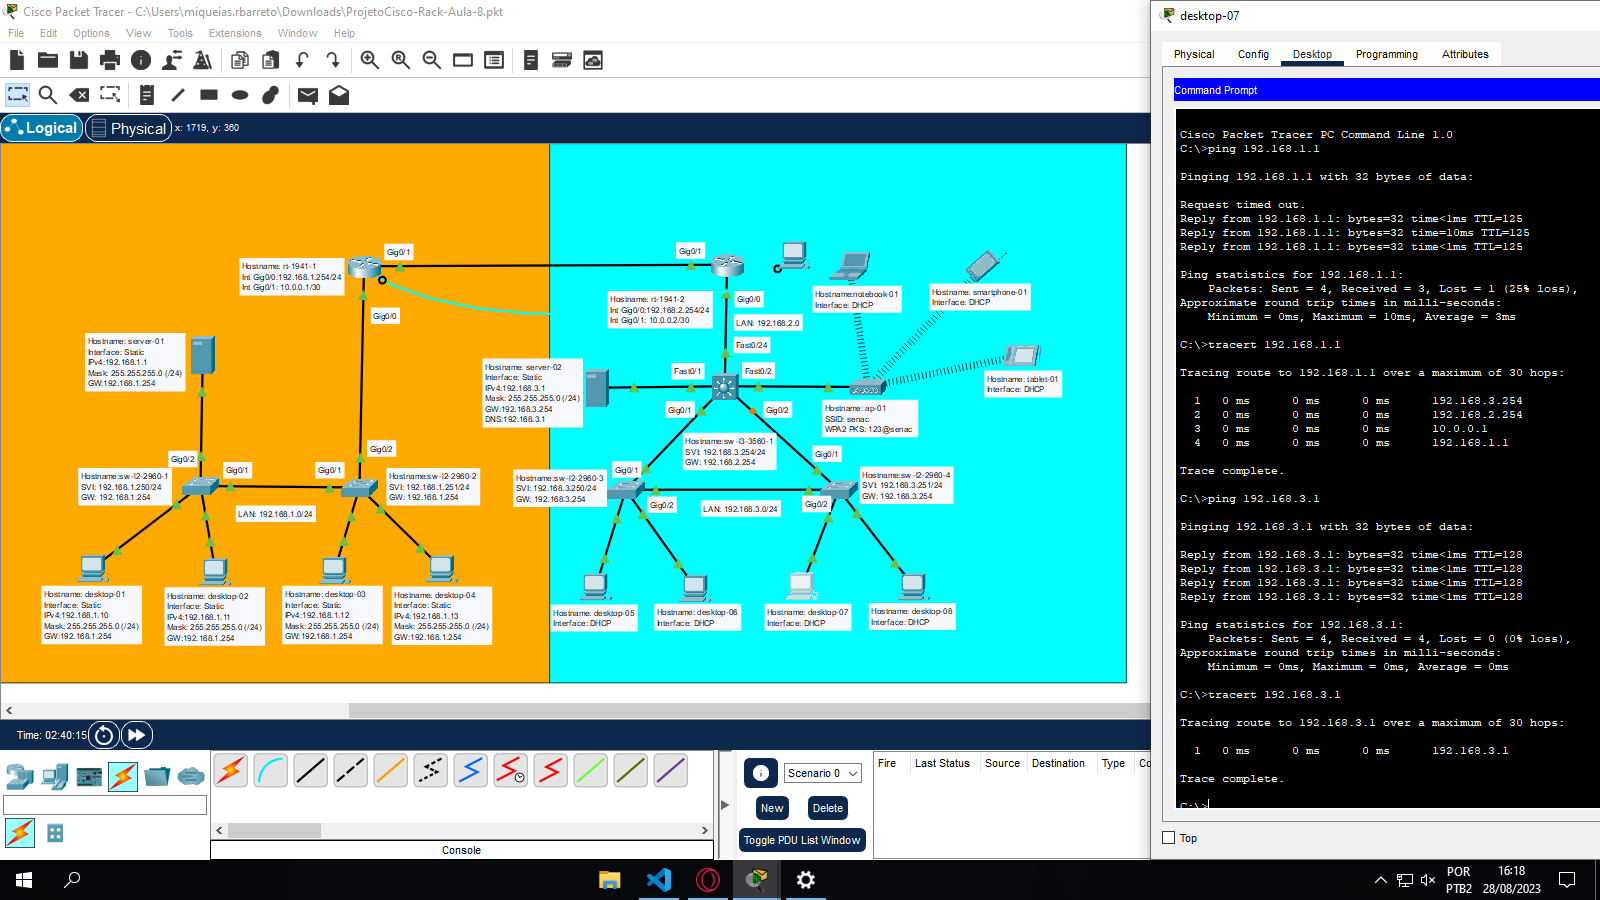 Cisco Packet Tracer - C:\Users\miqueias.rbarreto\Downloads\ProjetoCisco-Rack-Aula-8.pkt
File Edit Options View Tools Extensions Window Help
Logical Physical x: 1719, y: 360
Gig0/1
Hostname: rt-1941-1
Int Gig0/0:192.168.1.254/24
Int Gig0/1: 10.0.0.1/30
Gig0/0
Hostname: server-01
Interface: Static
IPv4:192.168.1.1
Mask: 255.255.255.0 (/24)
GW:192.168.1.254
Gig0/2
Gig0/1
Hostname:sw-l2-2960-1
SVI: 192.168.1.250/24
GW: 192.168.1.254
Gig0/2
Gig0/1
Hostname:sw-l2-2960-2
SVI: 192.168.1.251/24
GW: 192.168.1.254
LAN: 192.168.1.0/24
Hostname: desktop-01
Interface: Static
IPv4:192.168.1.10
Mask: 255.255.255.0 (/24)
GW:192.168.1.254
Hostname: desktop-02
Interface: Static
IPv4:192.168.1.11
Mask: 255.255.255.0 (/24)
GW:192.168.1.254
Hostname: desktop-03
Interface: Static
IPv4:192.168.1.12
Mask: 255.255.255.0 (/24)
GW:192.168.1.254
Hostname: desktop-04
Interface: Static
IPv4:192.168.1.13
Mask: 255.255.255.0 (/24)
GW:192.168.1.254
Gig0/1
Hostname: rt-1941-2
Int Gig0/0:192.168.2.254/24
Int Gig0/1: 10.0.0.2/30
Gig0/0
LAN: 192.168.2.0
Fast0/24
Hostname:notebook-01
Interface: DHCP
Hostname: smartphone-01
Interface: DHCP
Hostname: tablet-01
Interface: DHCP
Hostname: server-02
Interface: Static
IPv4:192.168.3.1
Mask: 255.255.255.0 (/24)
GW:192.168.3.254
DNS:192.168.3.1
Fast0/1
Fast0/2
Gig0/1
Gig0/2
Hostname: ap-01
SSID: senac
WPA2 PKS: 123@senac
Hostname:sw-l3-3560-1
SVI: 192.168.3.254/24
GW: 192.168.2.254
Gig0/1
Hostname:sw-l2-2960-3
SVI: 192.168.3.250/24
GW: 192.168.3.254
Gig0/2
LAN: 192.168.3.0/24
Gig0/1
Hostname:sw-l2-2960-4
SVI: 192.168.3.251/24
GW: 192.168.3.254
Gig0/2
Hostname: desktop-05
Interface: DHCP
Hostname: desktop-06
Interface: DHCP
Hostname: desktop-07
Interface: DHCP
Hostname: desktop-08
Interface: DHCP
Time: 02:40:15
Console
Scenario 0
New Delete
Toggle PDU List Window
Fire Last Status Source Destination Type Co
desktop-07
Physical Config Desktop Programming Attributes
Command Prompt
Cisco Packet Tracer PC Command Line 1.0
C:\>ping 192.168.1.1
Pinging 192.168.1.1 with 32 bytes of data:
Request timed out.
Reply from 192.168.1.1: bytes=32 time<1ms TTL=125
Reply from 192.168.1.1: bytes=32 time=10ms TTL=125
Reply from 192.168.1.1: bytes=32 time<1ms TTL=125
Ping statistics for 192.168.1.1:
Packets: Sent = 4, Received = 3, Lost = 1 (25% loss),
Approximate round trip times in milli-seconds:
Minimum = 0ms, Maximum = 10ms, Average = 3ms
C:\>tracert 192.168.1.1
Tracing route to 192.168.1.1 over a maximum of 30 hops:
1 0 ms 0 ms 0 ms 192.168.3.254
2 0 ms 0 ms 0 ms 192.168.2.254
3 0 ms 0 ms 0 ms 10.0.0.1
4 0 ms 0 ms 0 ms 192.168.1.1
Trace complete.
C:\>ping 192.168.3.1
Pinging 192.168.3.1 with 32 bytes of data:
Reply from 192.168.3.1: bytes=32 time<1ms TTL=128
Reply from 192.168.3.1: bytes=32 time<1ms TTL=128
Reply from 192.168.3.1: bytes=32 time<1ms TTL=128
Reply from 192.168.3.1: bytes=32 time<1ms TTL=128
Ping statistics for 192.168.3.1:
Packets: Sent = 4, Received = 4, Lost = 0 (0% loss),
Approximate round trip times in milli-seconds:
Minimum = 0ms, Maximum = 0ms, Average = 0ms
C:\>tracert 192.168.3.1
Tracing route to 192.168.3.1 over a maximum of 30 hops:
1 0 ms 0 ms 0 ms 192.168.3.1
Trace complete.
C:\>
Top
POR
PTB2
16:18
28/08/2023